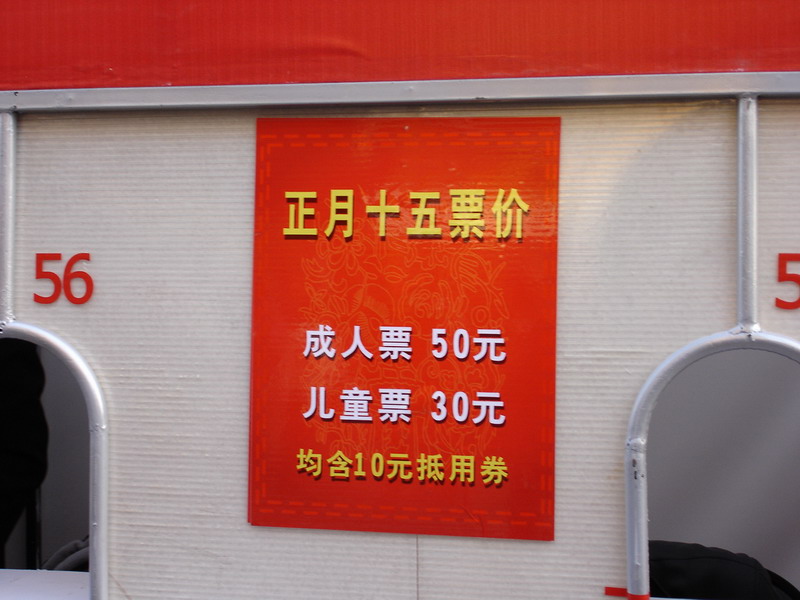 正月十五票价
56
成人票 50元
儿童票 30元
均含10元抵用券